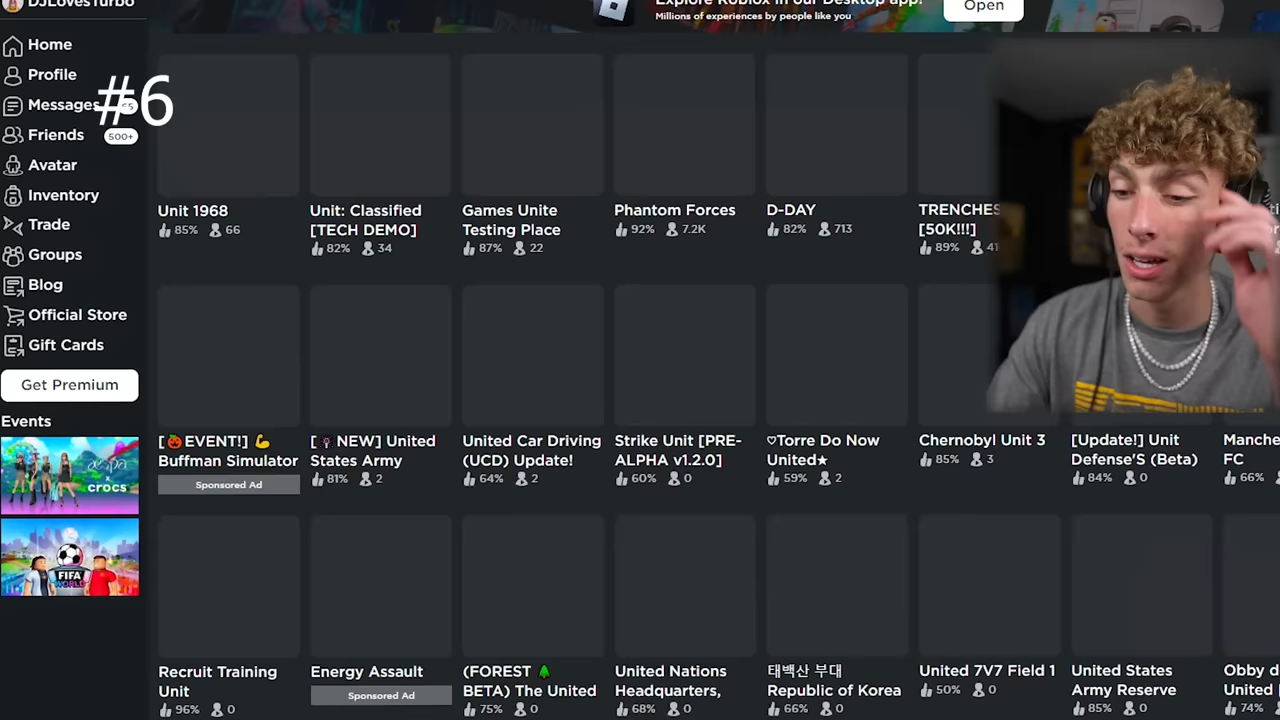 DJLovesTurbo
Explore Roblox in our Desktop app!
Millions of experiences by people like you
Open
Home
Profile
Messages
#6
Friends
500+
Avatar
Inventory
Trade
Groups
Blog
Official Store
Gift Cards
Get Premium
Events
aespa x crocs
FIFA WORLD
Unit 1968
85% 66
Unit: Classified
[TECH DEMO]
82% 34
Games Unite
Testing Place
87% 22
Phantom Forces
92% 7.2K
D-DAY
82% 713
TRENCHES
[50K!!!]
89%
[🎃EVENT!] 💪
Buffman Simulator
Sponsored Ad
[NEW] United
States Army
81% 2
United Car Driving
(UCD) Update!
64% 2
Strike Unit [PRE-
ALPHA v1.2.0]
60% 0
♡Torre Do Now
United★
59% 2
Chernobyl Unit 3
85% 3
[Update!] Unit
Defense'S (Beta)
84% 0
Manche
FC
66%
Recruit Training
Unit
96% 0
Energy Assault
Sponsored Ad
(FOREST 🌲
BETA) The United
75% 0
United Nations
Headquarters,
68% 0
태백산 부대
Republic of Korea
66% 0
United 7V7 Field 1
50% 0
United States
Army Reserve
85% 0
Obby d
United
74%